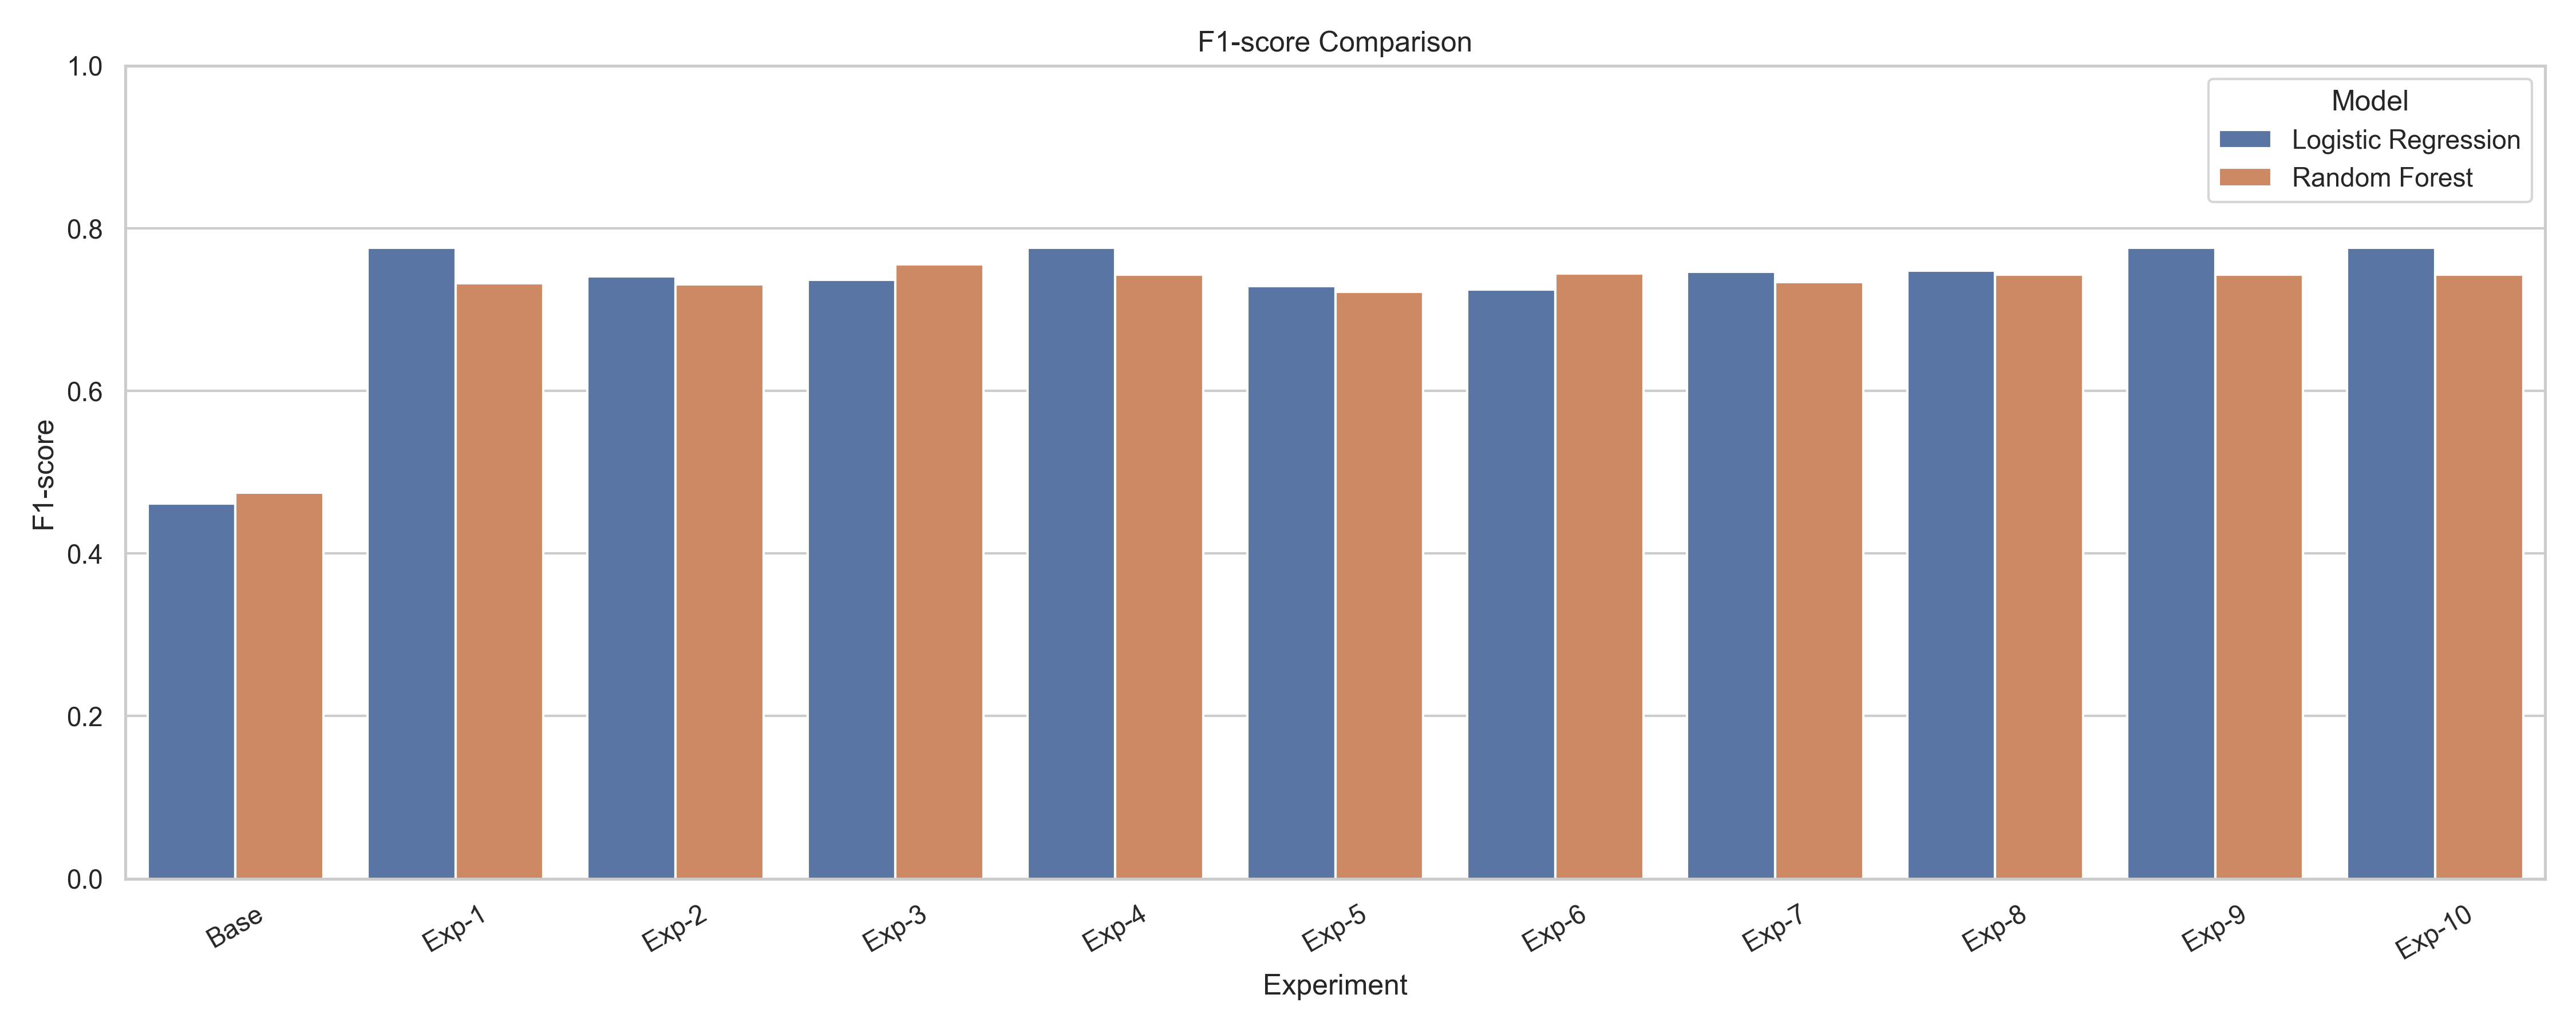 F1-score Comparison
1.0
0.8
0.6
0.4
0.2
0.0
F1-score
Model
Logistic Regression
Random Forest
Base
Exp-1
Exp-2
Exp-3
Exp-4
Exp-5
Exp-6
Exp-7
Exp-8
Exp-9
Exp-10
Experiment